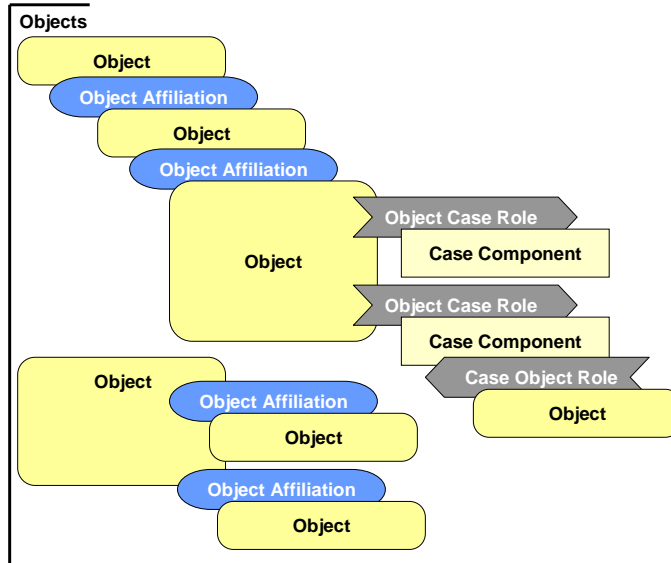 Objects
Object
Object Affiliation
Object
Object Affiliation
Object
Object Case Role
Case Component
Object Case Role
Case Component
Case Object Role
Object
Object
Object Affiliation
Object
Object Affiliation
Object